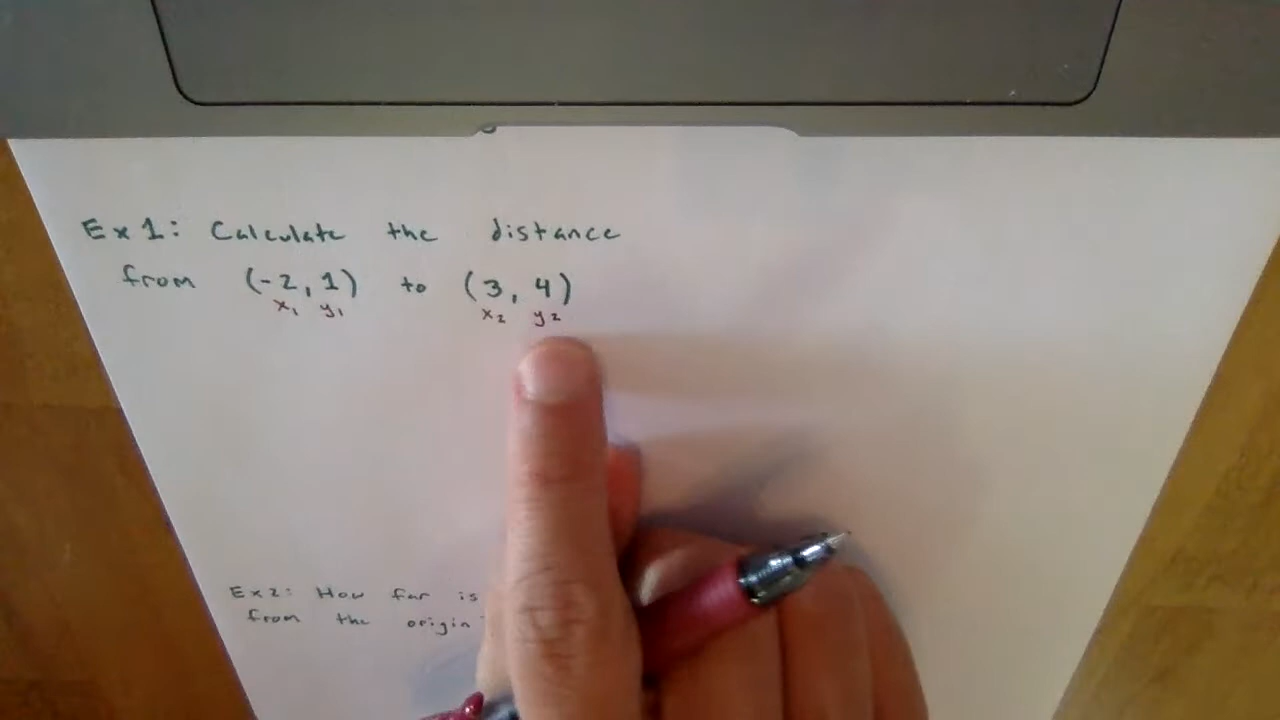 Ex 1: Calculate the distance
from (-2, 1) to (3, 4)
x₁ y₁ x₂ y₂
Ex 2: How far is
from the origin